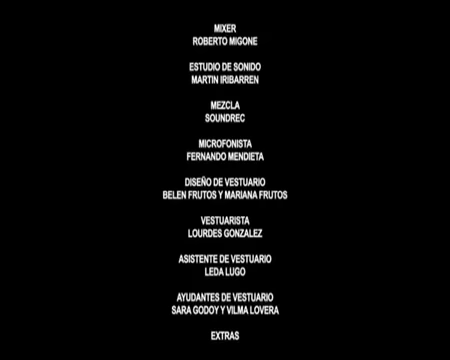 MIXER
ROBERTO MIGONE
ESTUDIO DE SONIDO
MARTIN IRIBARREN
MEZCLA
SOUNDREC
MICROFONISTA
FERNANDO MENDIETA
DISEÑO DE VESTUARIO
BELEN FRUTOS Y MARIANA FRUTOS
VESTUARISTA
LOURDES GONZALEZ
ASISTENTE DE VESTUARIO
LEDA LUGO
AYUDANTES DE VESTUARIO
SARA GODOY Y VILMA LOVERA
EXTRAS